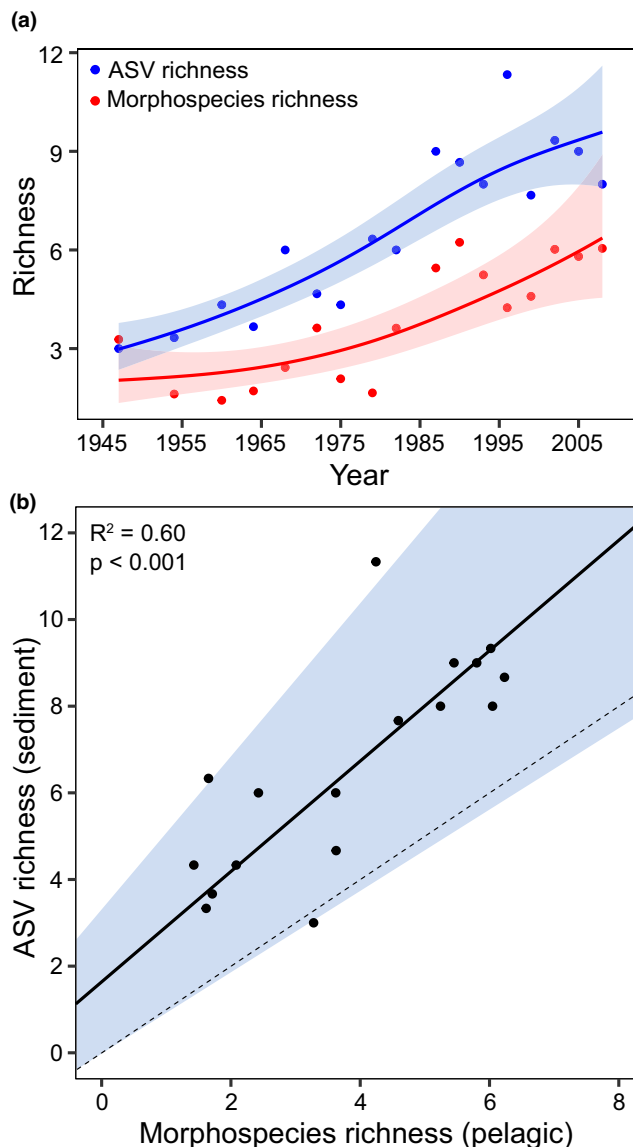 (a)
12
9
6
3
Richness
ASV richness
Morphospecies richness
1945 1955 1965 1975 1985 1995 2005
Year
(b)
R² = 0.60
p < 0.001
12
10
8
6
4
2
0
ASV richness (sediment)
0 2 4 6 8
Morphospecies richness (pelagic)